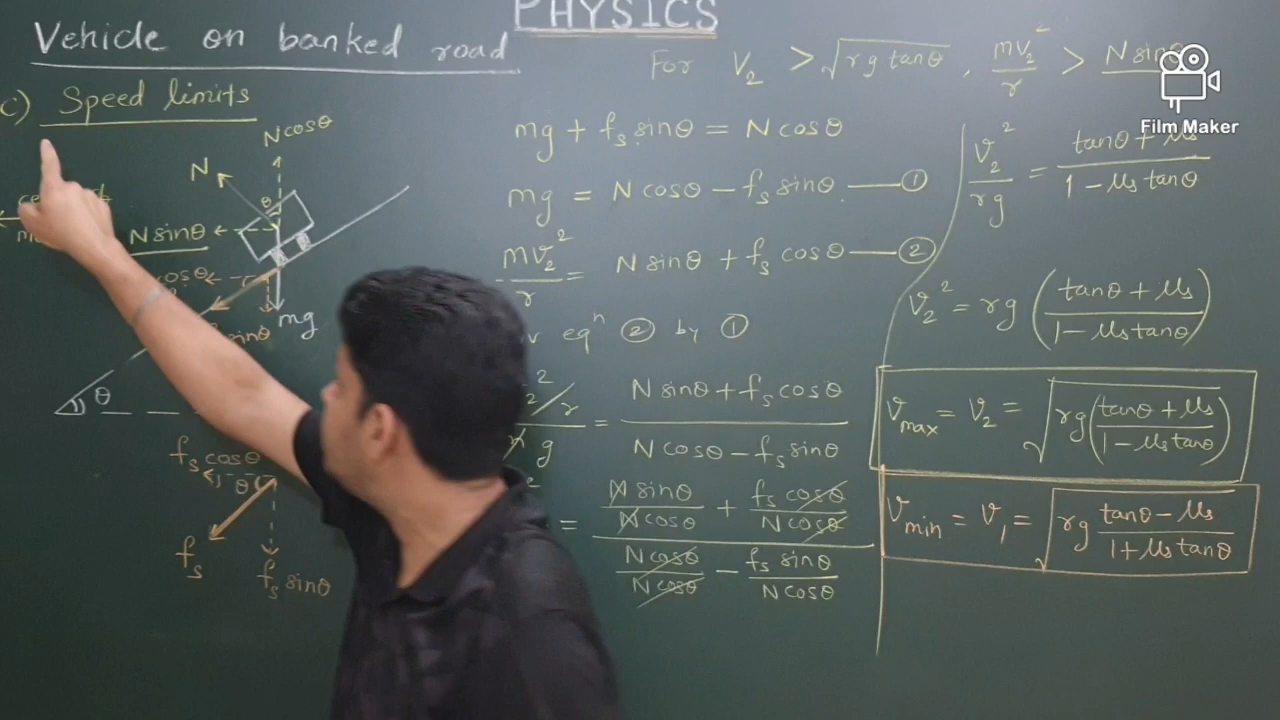 PHYSICS
Vehicle on banked road
c) Speed limits
N cosθ
N
θ
N sinθ
mg
θ
f_s cosθ
θ
f_s
f_s sinθ
For V₂ > √rg tanθ , mv₂²/r > N sinθ
mg + f_s sinθ = N cosθ
mg = N cosθ − f_s sinθ —— ①
mv₂²/r = N sinθ + f_s cosθ — ②
eqⁿ ② by ①
= N sinθ + f_s cosθ / N cosθ − f_s sinθ
= N sinθ/N cosθ + f_s cosθ/N cosθ
N cosθ/N cosθ − f_s sinθ/N cosθ
v₂²/rg = tanθ + μs / 1 − μs tanθ
v₂² = rg (tanθ + μs / 1 − μs tanθ)
v_max = v₂ = √rg(tanθ + μs / 1 − μs tanθ)
v_min = v₁ = √rg tanθ − μs / 1 + μs tanθ
Film Maker